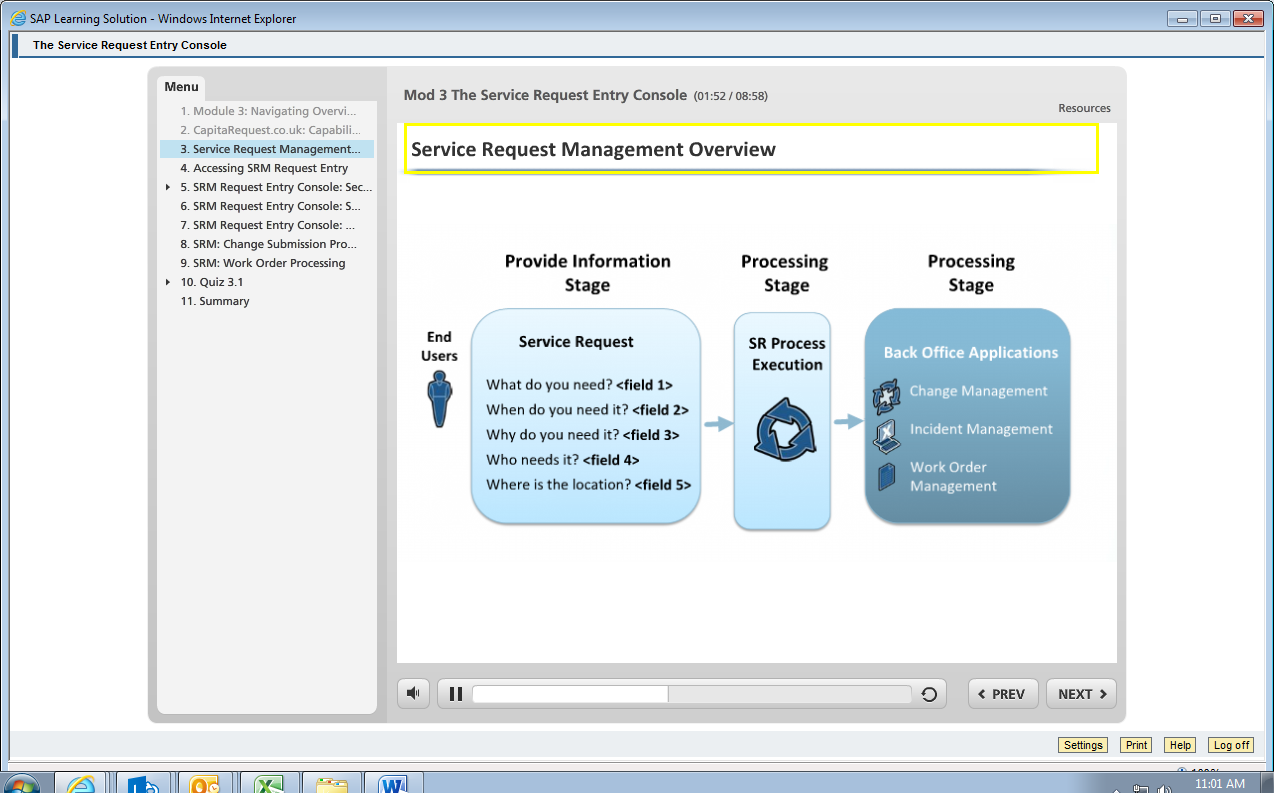 SAP Learning Solution - Windows Internet Explorer
The Service Request Entry Console
Menu
1. Module 3: Navigating Overvi...
2. CapitaRequest.co.uk: Capabili...
3. Service Request Management...
4. Accessing SRM Request Entry
5. SRM Request Entry Console: Sec...
6. SRM Request Entry Console: S...
7. SRM Request Entry Console: ...
8. SRM: Change Submission Pro...
9. SRM: Work Order Processing
10. Quiz 3.1
11. Summary
Mod 3 The Service Request Entry Console (01:52 / 08:58)
Resources
Service Request Management Overview
Provide Information
Stage
Processing
Stage
Processing
Stage
End
Users
Service Request
What do you need? <field 1>
When do you need it? <field 2>
Why do you need it? <field 3>
Who needs it? <field 4>
Where is the location? <field 5>
SR Process
Execution
Back Office Applications
Change Management
Incident Management
Work Order
Management
PREV
NEXT
Settings
Print
Help
Log off
11:01 AM